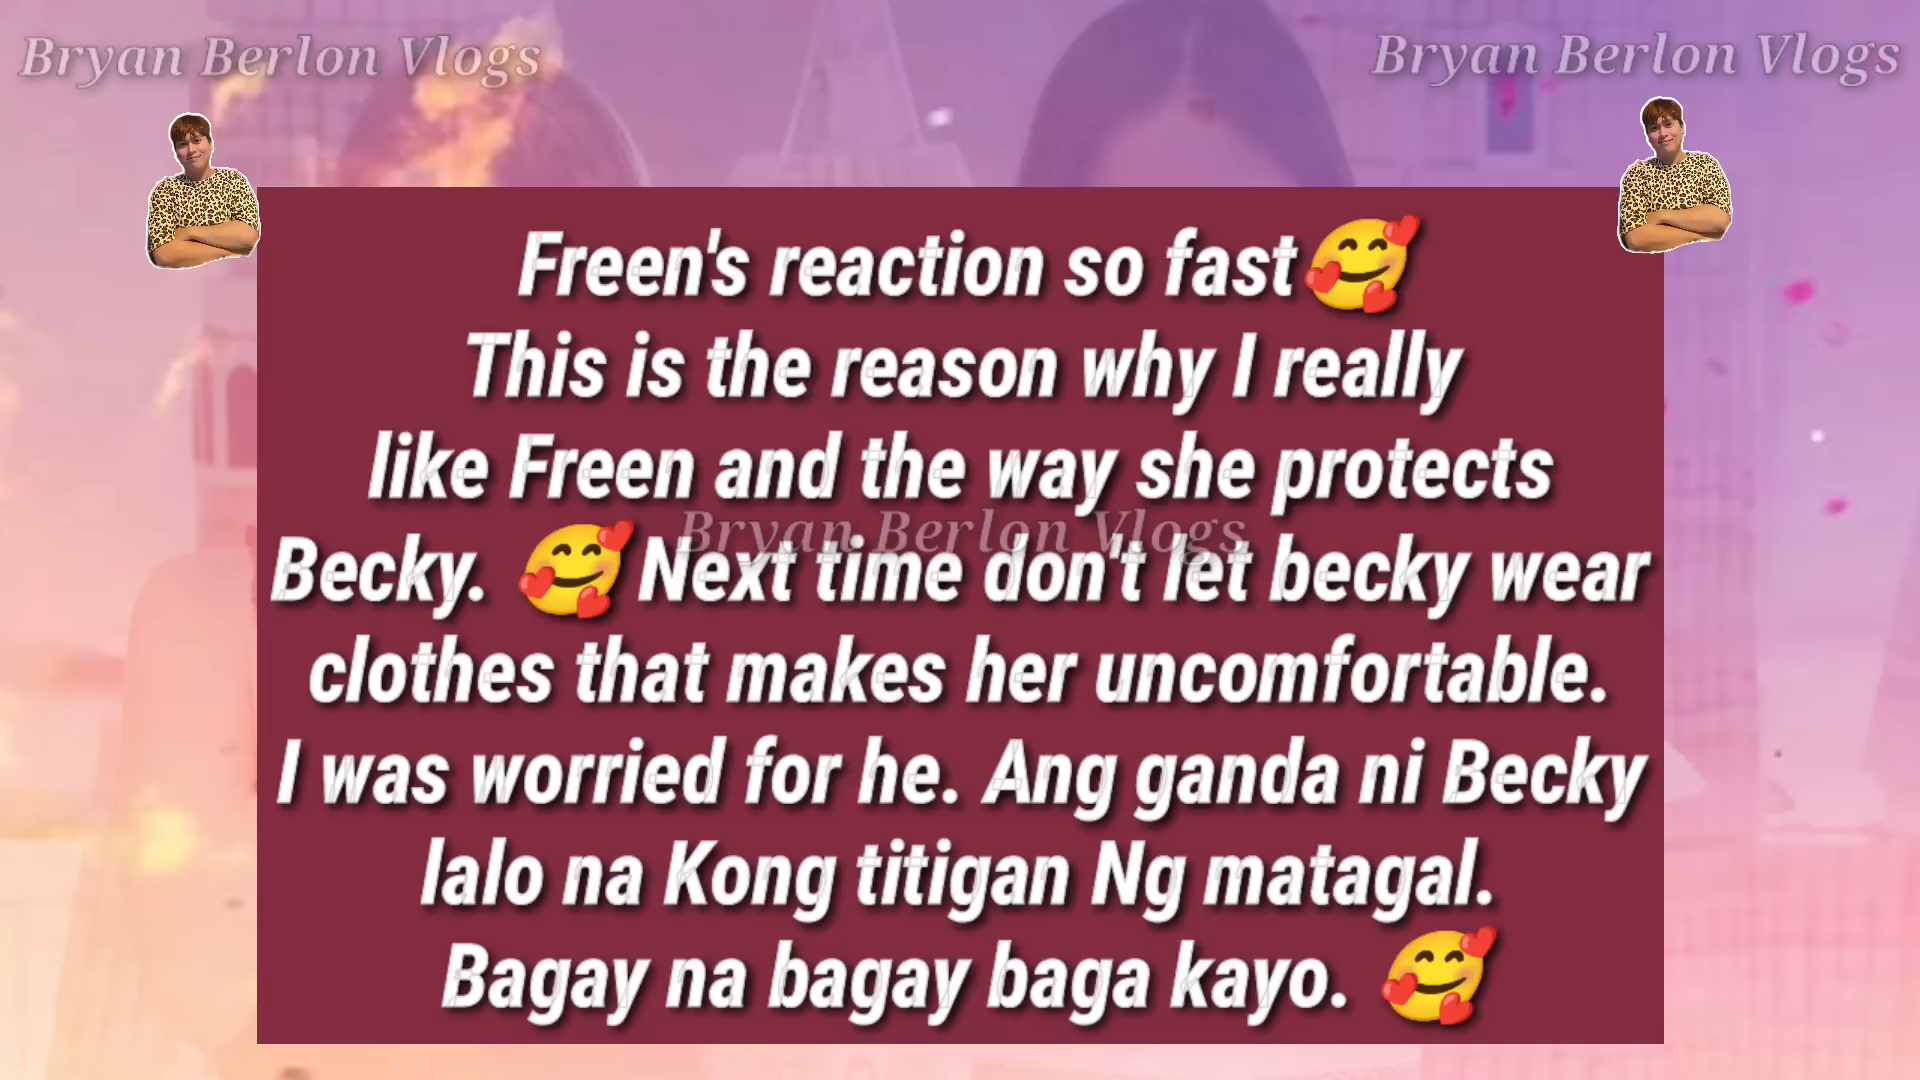 Bryan Berlon Vlogs Bryan Berlon Vlogs
Freen's reaction so fast🥰
This is the reason why I really
like Freen and the way she protects
Bryan Berlon Vlogs
Becky. 🥰 Next time don't let becky wear
clothes that makes her uncomfortable.
I was worried for he. Ang ganda ni Becky
lalo na Kong titigan Ng matagal.
Bagay na bagay baga kayo. 🥰